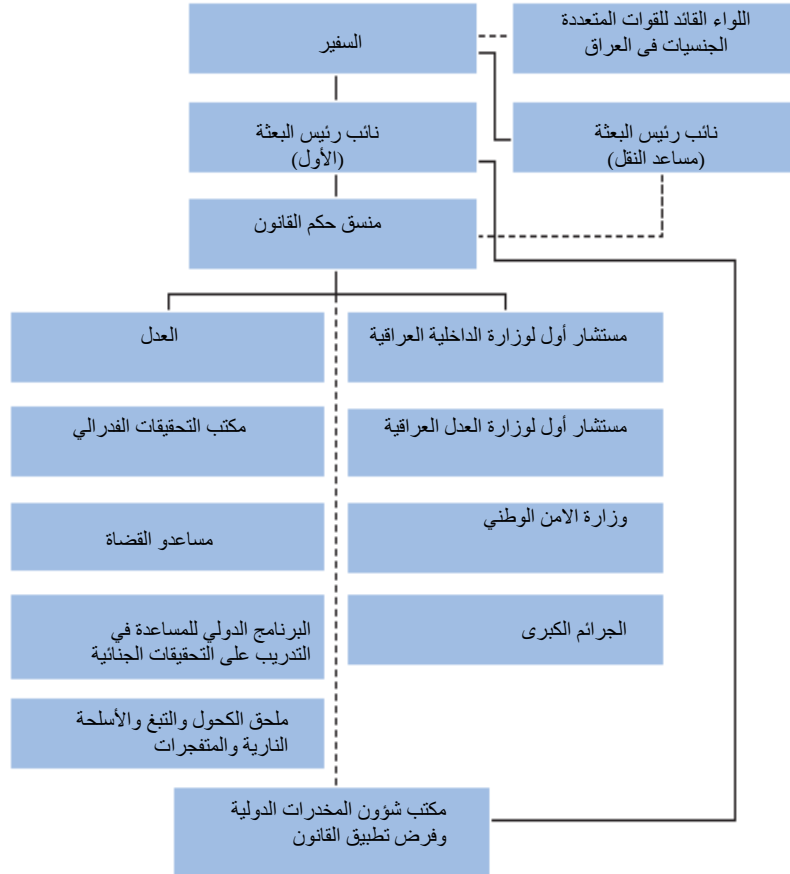 السفير
اللواء القائد للقوات المتعددة
الجنسيات فى العراق
نائب رئيس البعثة
(الأول)
نائب رئيس البعثة
(مساعد النقل)
منسق حكم القانون
العدل
مستشار أول لوزارة الداخلية العراقية
مكتب التحقيقات الفدرالي
مستشار أول لوزارة العدل العراقية
مساعدو القضاة
وزارة الامن الوطني
البرنامج الدولي للمساعدة في
التدريب على التحقيقات الجنائية
الجرائم الكبرى
ملحق الكحول والتبغ والأسلحة
النارية والمتفجرات
مكتب شؤون المخدرات الدولية
وفرض تطبيق القانون